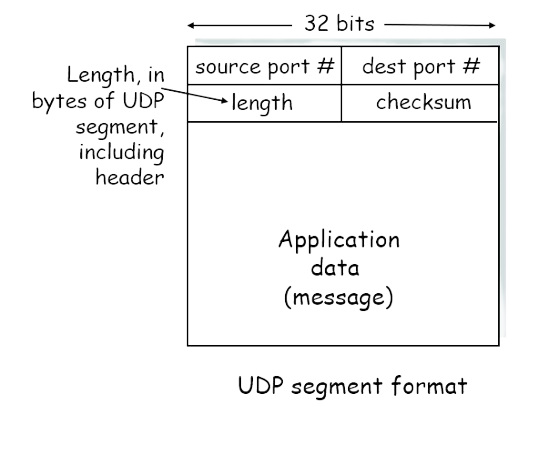 32 bits
source port # dest port #
Length, in
bytes of UDP
segment,
including
header
length checksum
Application
data
(message)
UDP segment format